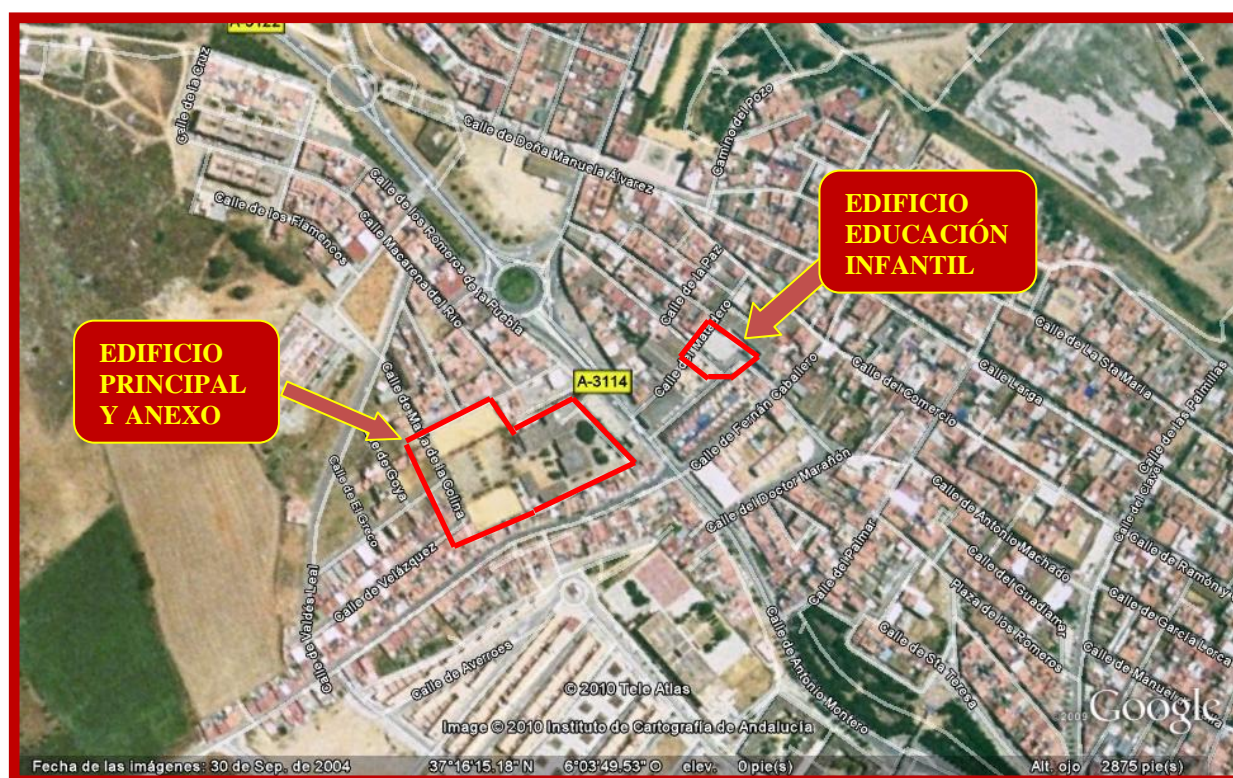 A-3122
Calle de la Cruz
Camino del Pozo
Calle de Doña Manuela Álvarez
Calle de los Romeros de la Puebla
Calle de los Flamencos
Calle Macarena del Río
Calle de la Paz
EDIFICIO
EDUCACIÓN
INFANTIL
Calle del Matadero
Calle de La Sta María
Calle Larga
Calle de las Palmillas
Calle del Comercio
Calle de Fernán Caballero
A-3114
EDIFICIO
PRINCIPAL
Y ANEXO
Colina
de Goya
Calle de El Greco
Calle de Velázquez
Calle de Valdés Leal
Calle del Doctor Marañón
Calle del Clavel
Calle de Antonio Machado
Calle del Palmar
Calle del Guadiamar
Plaza de los Romeros
Calle de Ramón y
Calle de García Lorca
Calle de Manuel
Calle de Sta Teresa
Calle de Antonio Montero
Calle de Averroes
© 2010 Tele Atlas
Image © 2010 Instituto de Cartografía de Andalucía
2009 Google
Fecha de las imágenes: 30 de Sep. de 2004 37°16'15.18" N 6°03'49.53" O elev. 0 pie(s) Alt. ojo 2875 pie(s)